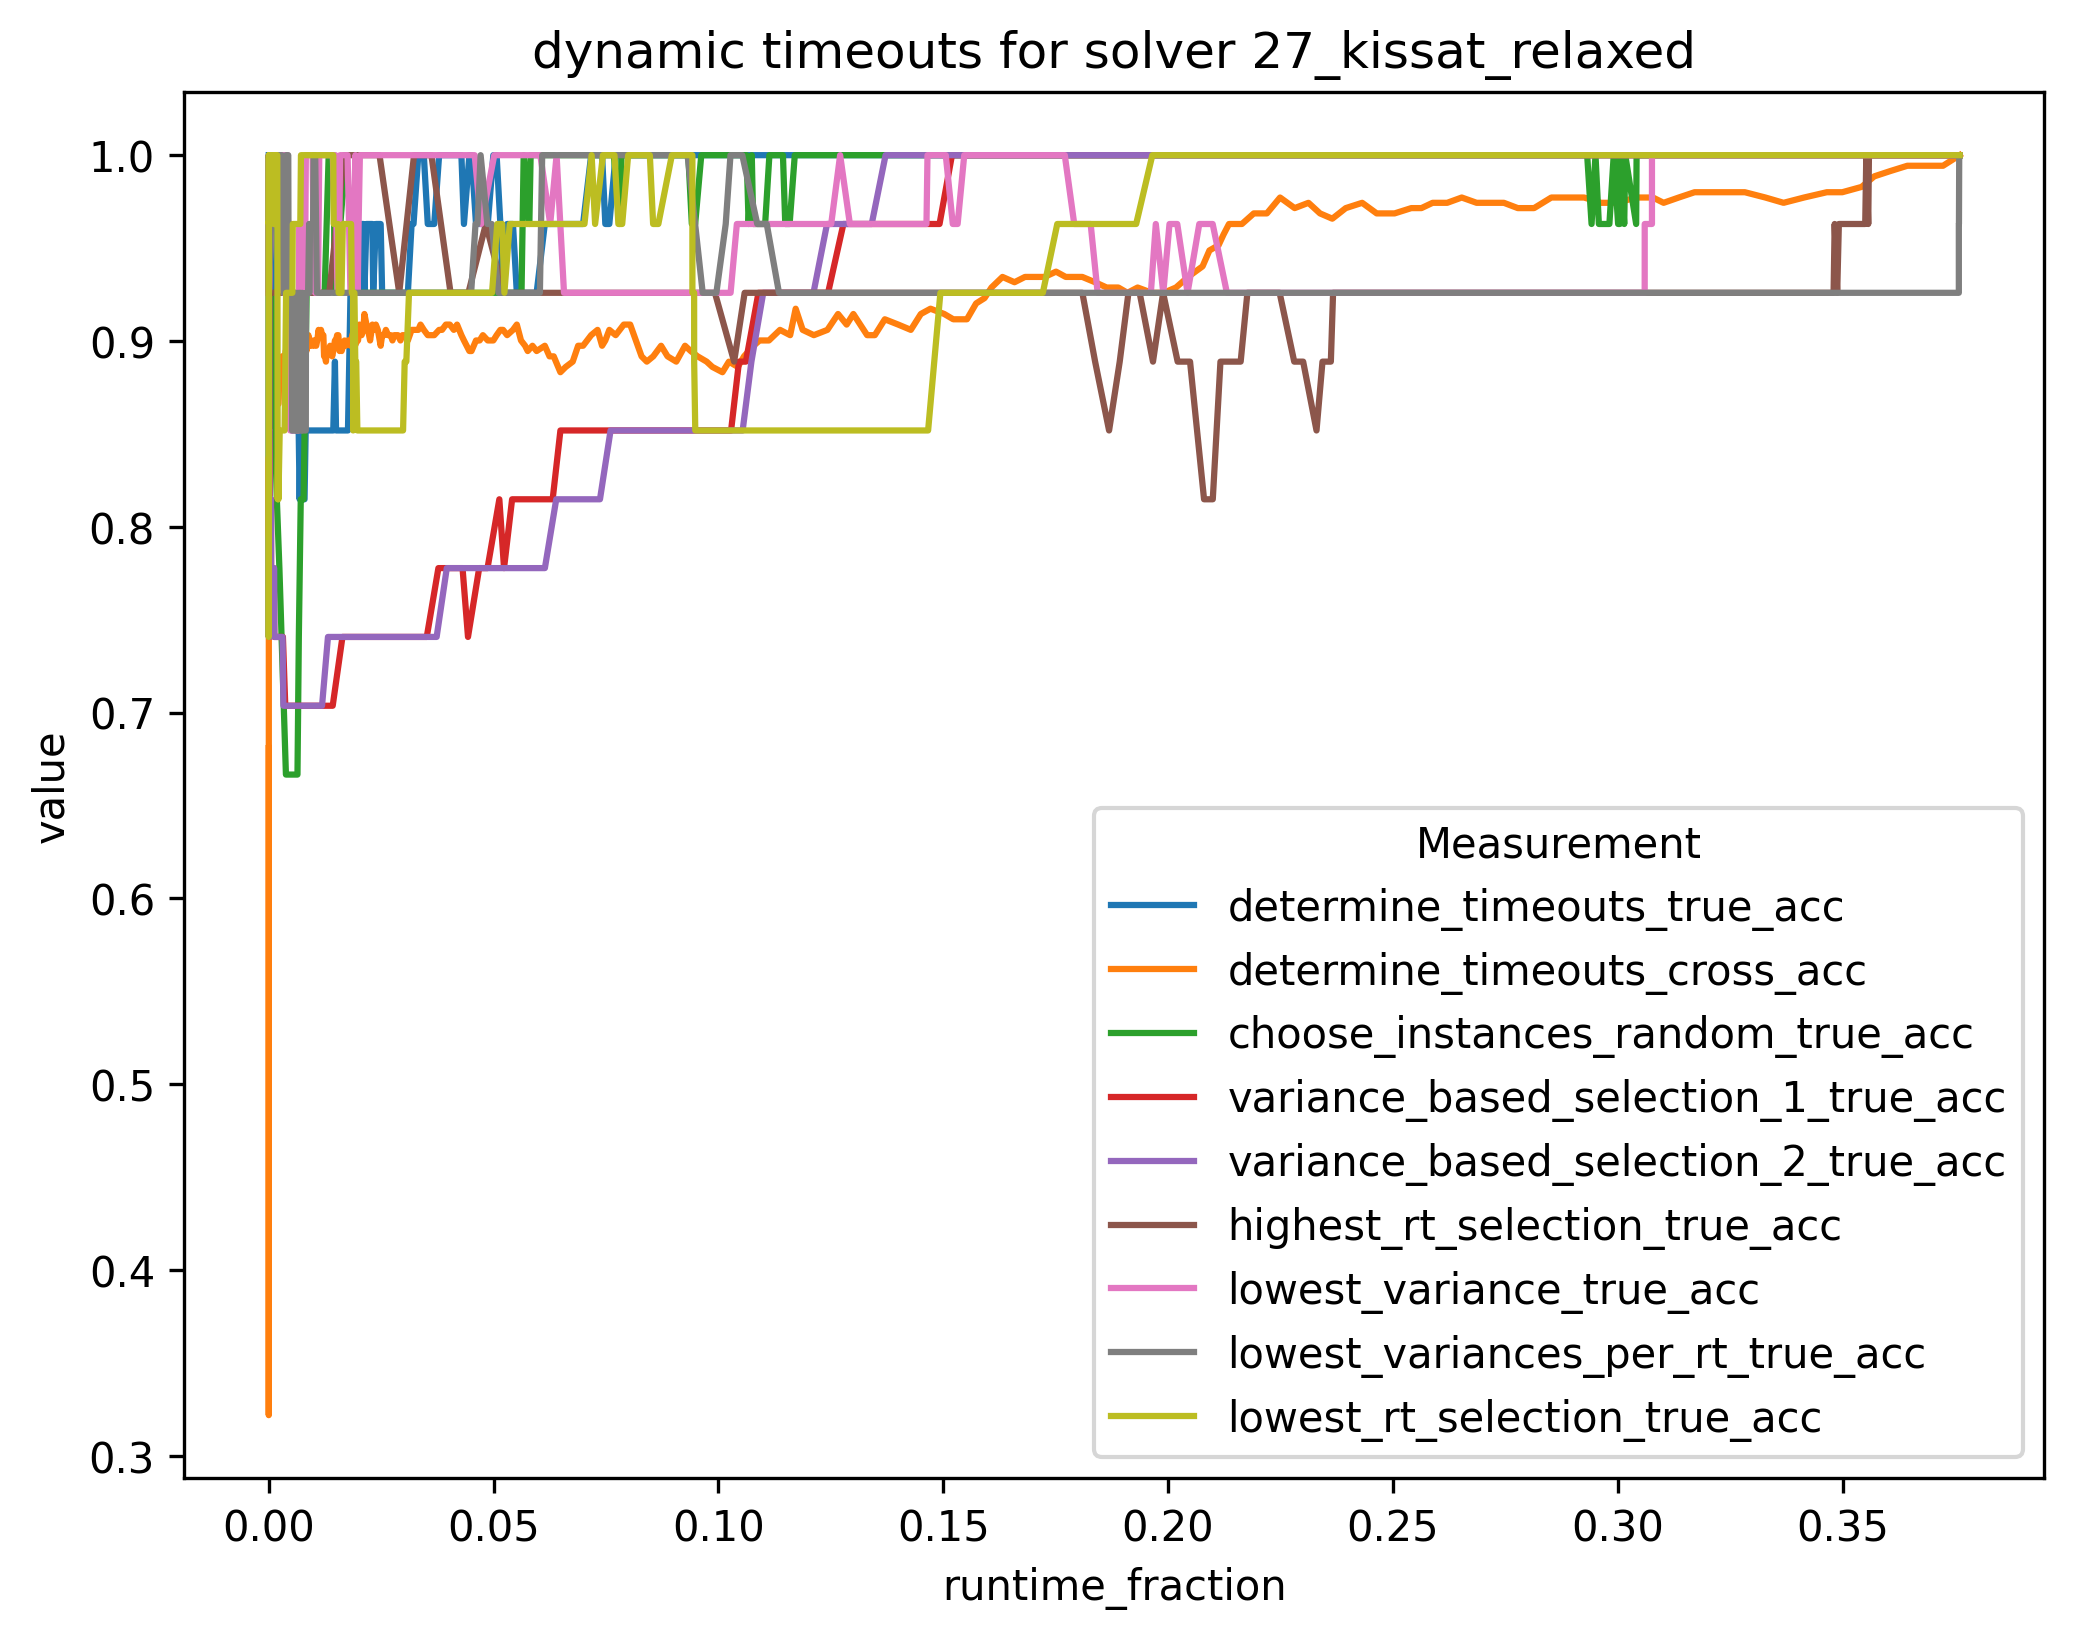 dynamic timeouts for solver 27_kissat_relaxed
1.0
0.9
0.8
0.7
0.6
0.5
0.4
0.3
value
Measurement
determine_timeouts_true_acc
determine_timeouts_cross_acc
choose_instances_random_true_acc
variance_based_selection_1_true_acc
variance_based_selection_2_true_acc
highest_rt_selection_true_acc
lowest_variance_true_acc
lowest_variances_per_rt_true_acc
lowest_rt_selection_true_acc
0.00 0.05 0.10 0.15 0.20 0.25 0.30 0.35
runtime_fraction